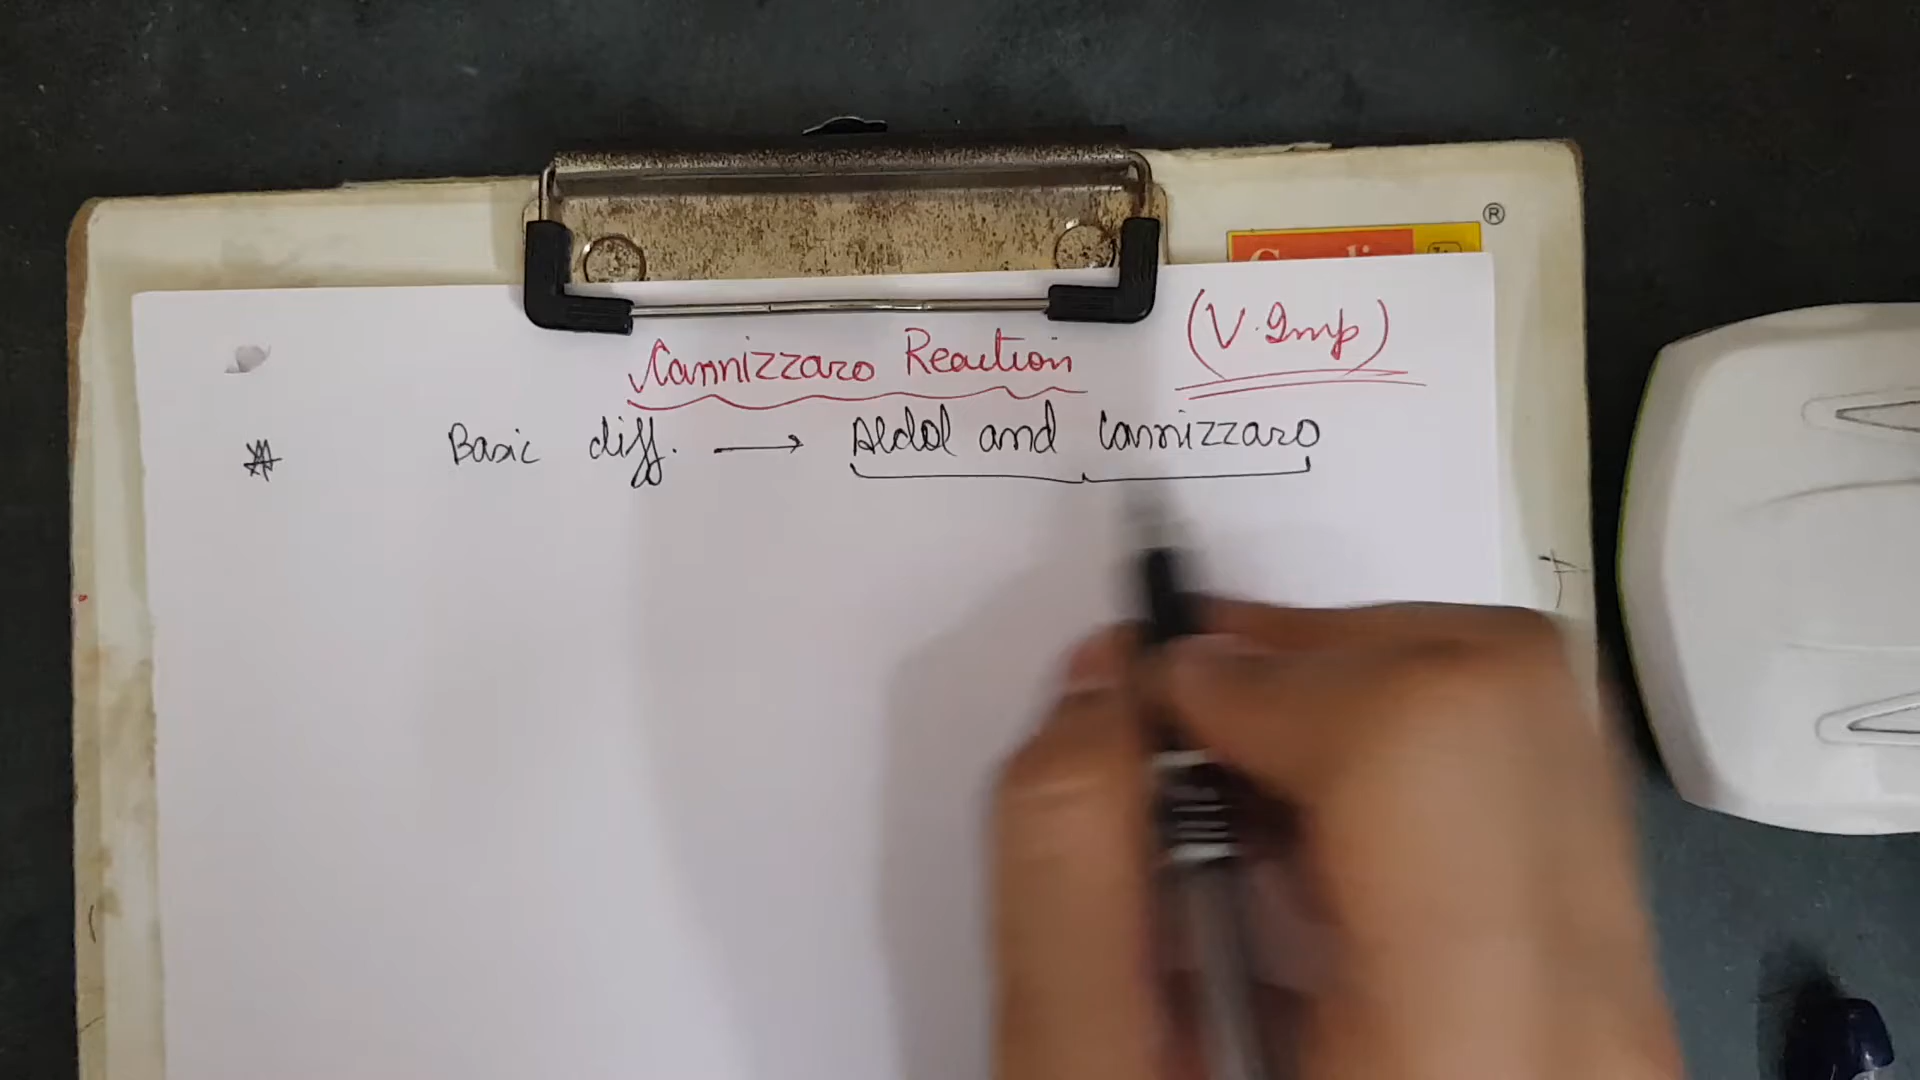 ®
Cannizzaro Reaction (V. Imp)
Basic diff. → Aldol and Cannizzaro